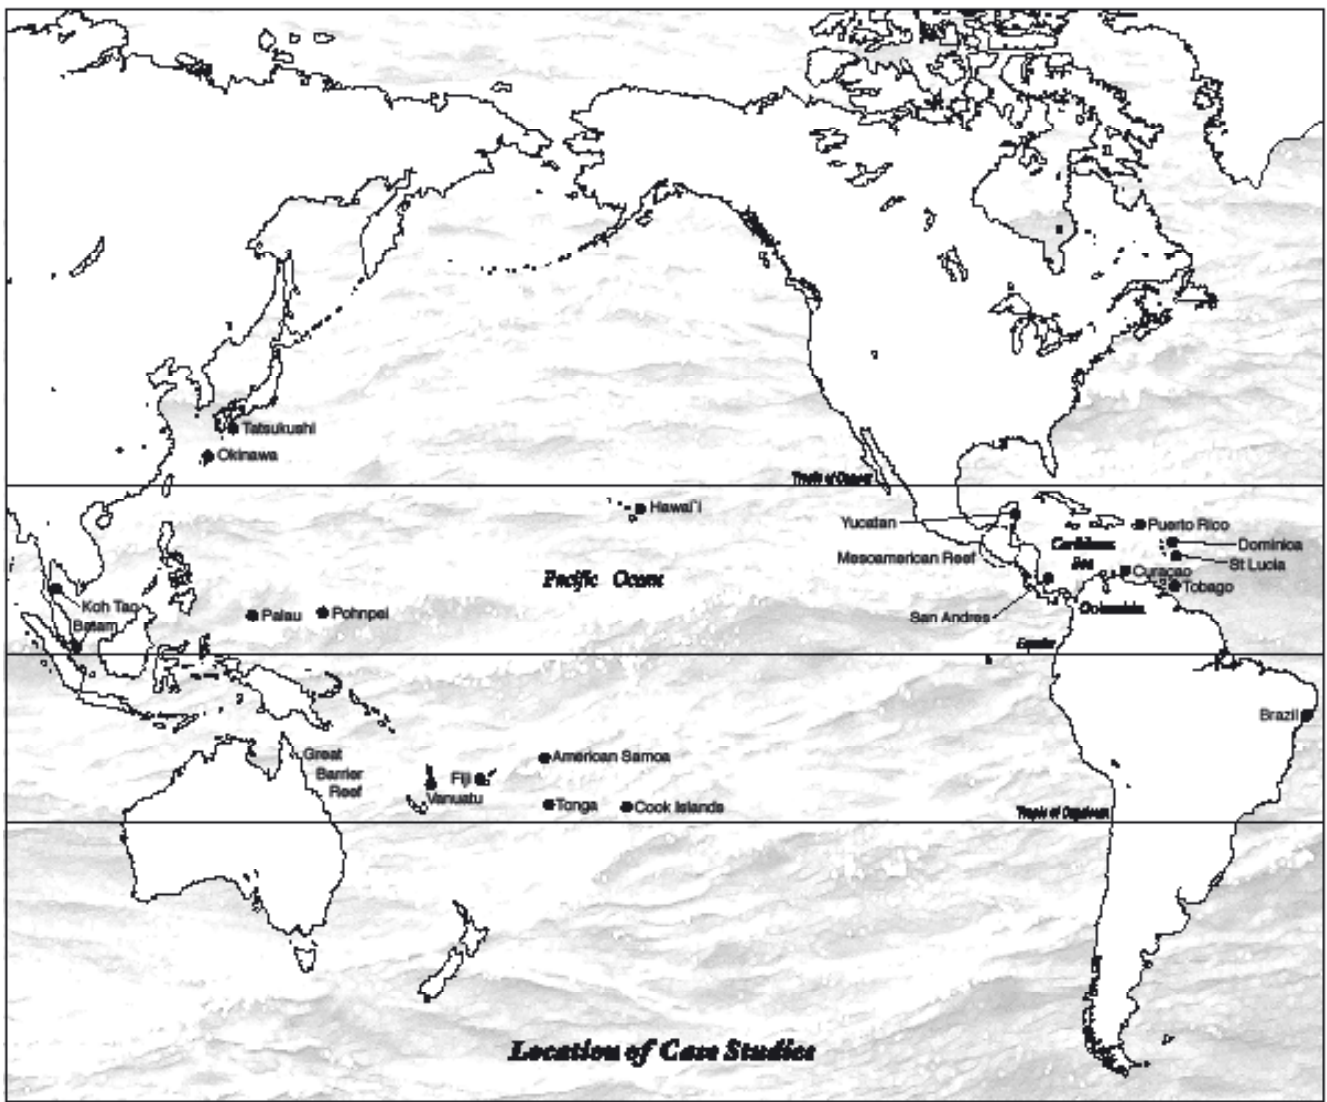 Tatsukushi
Okinawa
Tropic of Cancer
Hawai`i
Yucatan
Puerto Rico
Caribbean
Sea
Dominica
Mesoamerican Reef
St Lucia
Pacific Ocean
Curacao
Tobago
Koh Tao
Batam
Palau
Pohnpei
San Andres
Colombia
Equator
Brazil
Great
Barrier
Reef
American Samoa
Fiji
Vanuatu
Tonga
Cook Islands
Tropic of Capricorn
Location of Case Studies